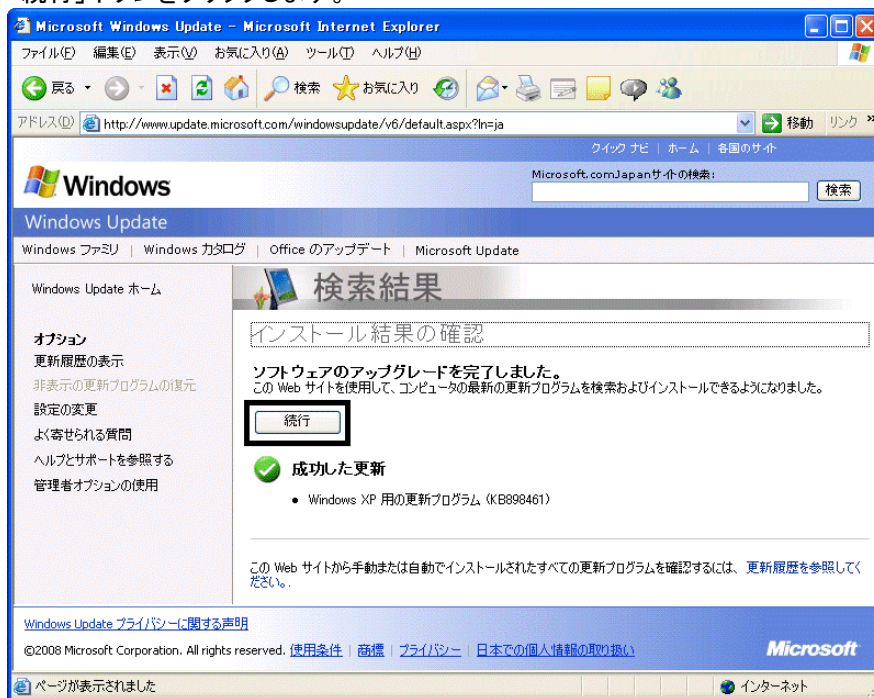 Microsoft Windows Update - Microsoft Internet Explorer
ファイル(F) 編集(E) 表示(V) お気に入り(A) ツール(T) ヘルプ(H)
戻る 検索 お気に入り
アドレス(D) http://www.update.microsoft.com/windowsupdate/v6/default.aspx?ln=ja 移動 リンク »
クイック ナビ | ホーム | 各国のサイト
Windows
Microsoft.comJapanサイトの検索:
検索
Windows Update
Windows ファミリ | Windows カタログ | Office のアップデート | Microsoft Update
Windows Update ホーム
オプション
更新履歴の表示
非表示の更新プログラムの復元
設定の変更
よく寄せられる質問
ヘルプとサポートを参照する
管理者オプションの使用
検索結果
インストール結果の確認
ソフトウェアのアップグレードを完了しました。
この Web サイトを使用して、コンピュータの最新の更新プログラムを検索およびインストールできるようになりました。
続行
成功した更新
• Windows XP 用の更新プログラム (KB898461)
この Web サイトから手動または自動でインストールされたすべての更新プログラムを確認するには、更新履歴を参照してく
ださい。.
Windows Update プライバシーに関する声明
©2008 Microsoft Corporation. All rights reserved. 使用条件 | 商標 | プライバシー | 日本での個人情報の取り扱い
Microsoft
ページが表示されました
インターネット